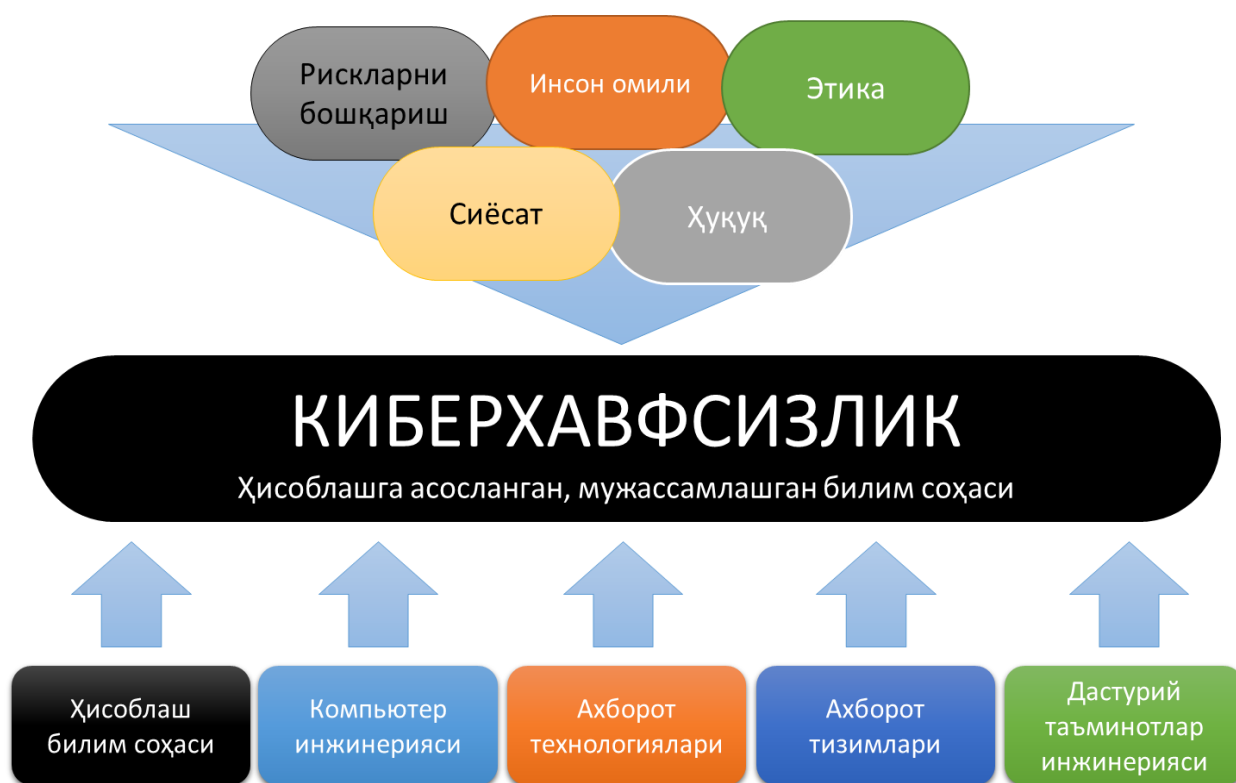 Рискларни
бошқариш
Инсон омили
Этика
Сиёсат
Ҳуқуқ
КИБЕРХАВФСИЗЛИК
Ҳисоблашга асосланган, мужассамлашган билим соҳаси
Ҳисоблаш
билим соҳаси
Компьютер
инжинерияси
Ахборот
технологиялари
Ахборот
тизимлари
Дастурий
таъминотлар
инжинерияси